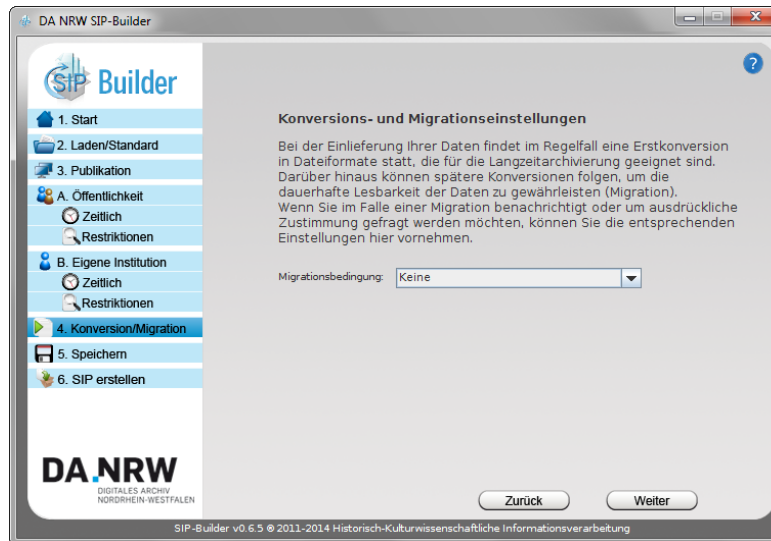 DA NRW SIP-Builder
SIP Builder
1. Start
2. Laden/Standard
3. Publikation
A. Öffentlichkeit
Zeitlich
Restriktionen
B. Eigene Institution
Zeitlich
Restriktionen
4. Konversion/Migration
5. Speichern
6. SIP erstellen
DA.NRW
DIGITALES ARCHIV
NORDRHEIN-WESTFALEN
?
Konversions- und Migrationseinstellungen
Bei der Einlieferung Ihrer Daten findet im Regelfall eine Erstkonversion
in Dateiformate statt, die für die Langzeitarchivierung geeignet sind.
Darüber hinaus können spätere Konversionen folgen, um die
dauerhafte Lesbarkeit der Daten zu gewährleisten (Migration).
Wenn Sie im Falle einer Migration benachrichtigt oder um ausdrückliche
Zustimmung gefragt werden möchten, können Sie die entsprechenden
Einstellungen hier vornehmen.
Migrationsbedingung: Keine
Zurück Weiter
SIP-Builder v0.6.5 © 2011-2014 Historisch-Kulturwissenschaftliche Informationsverarbeitung